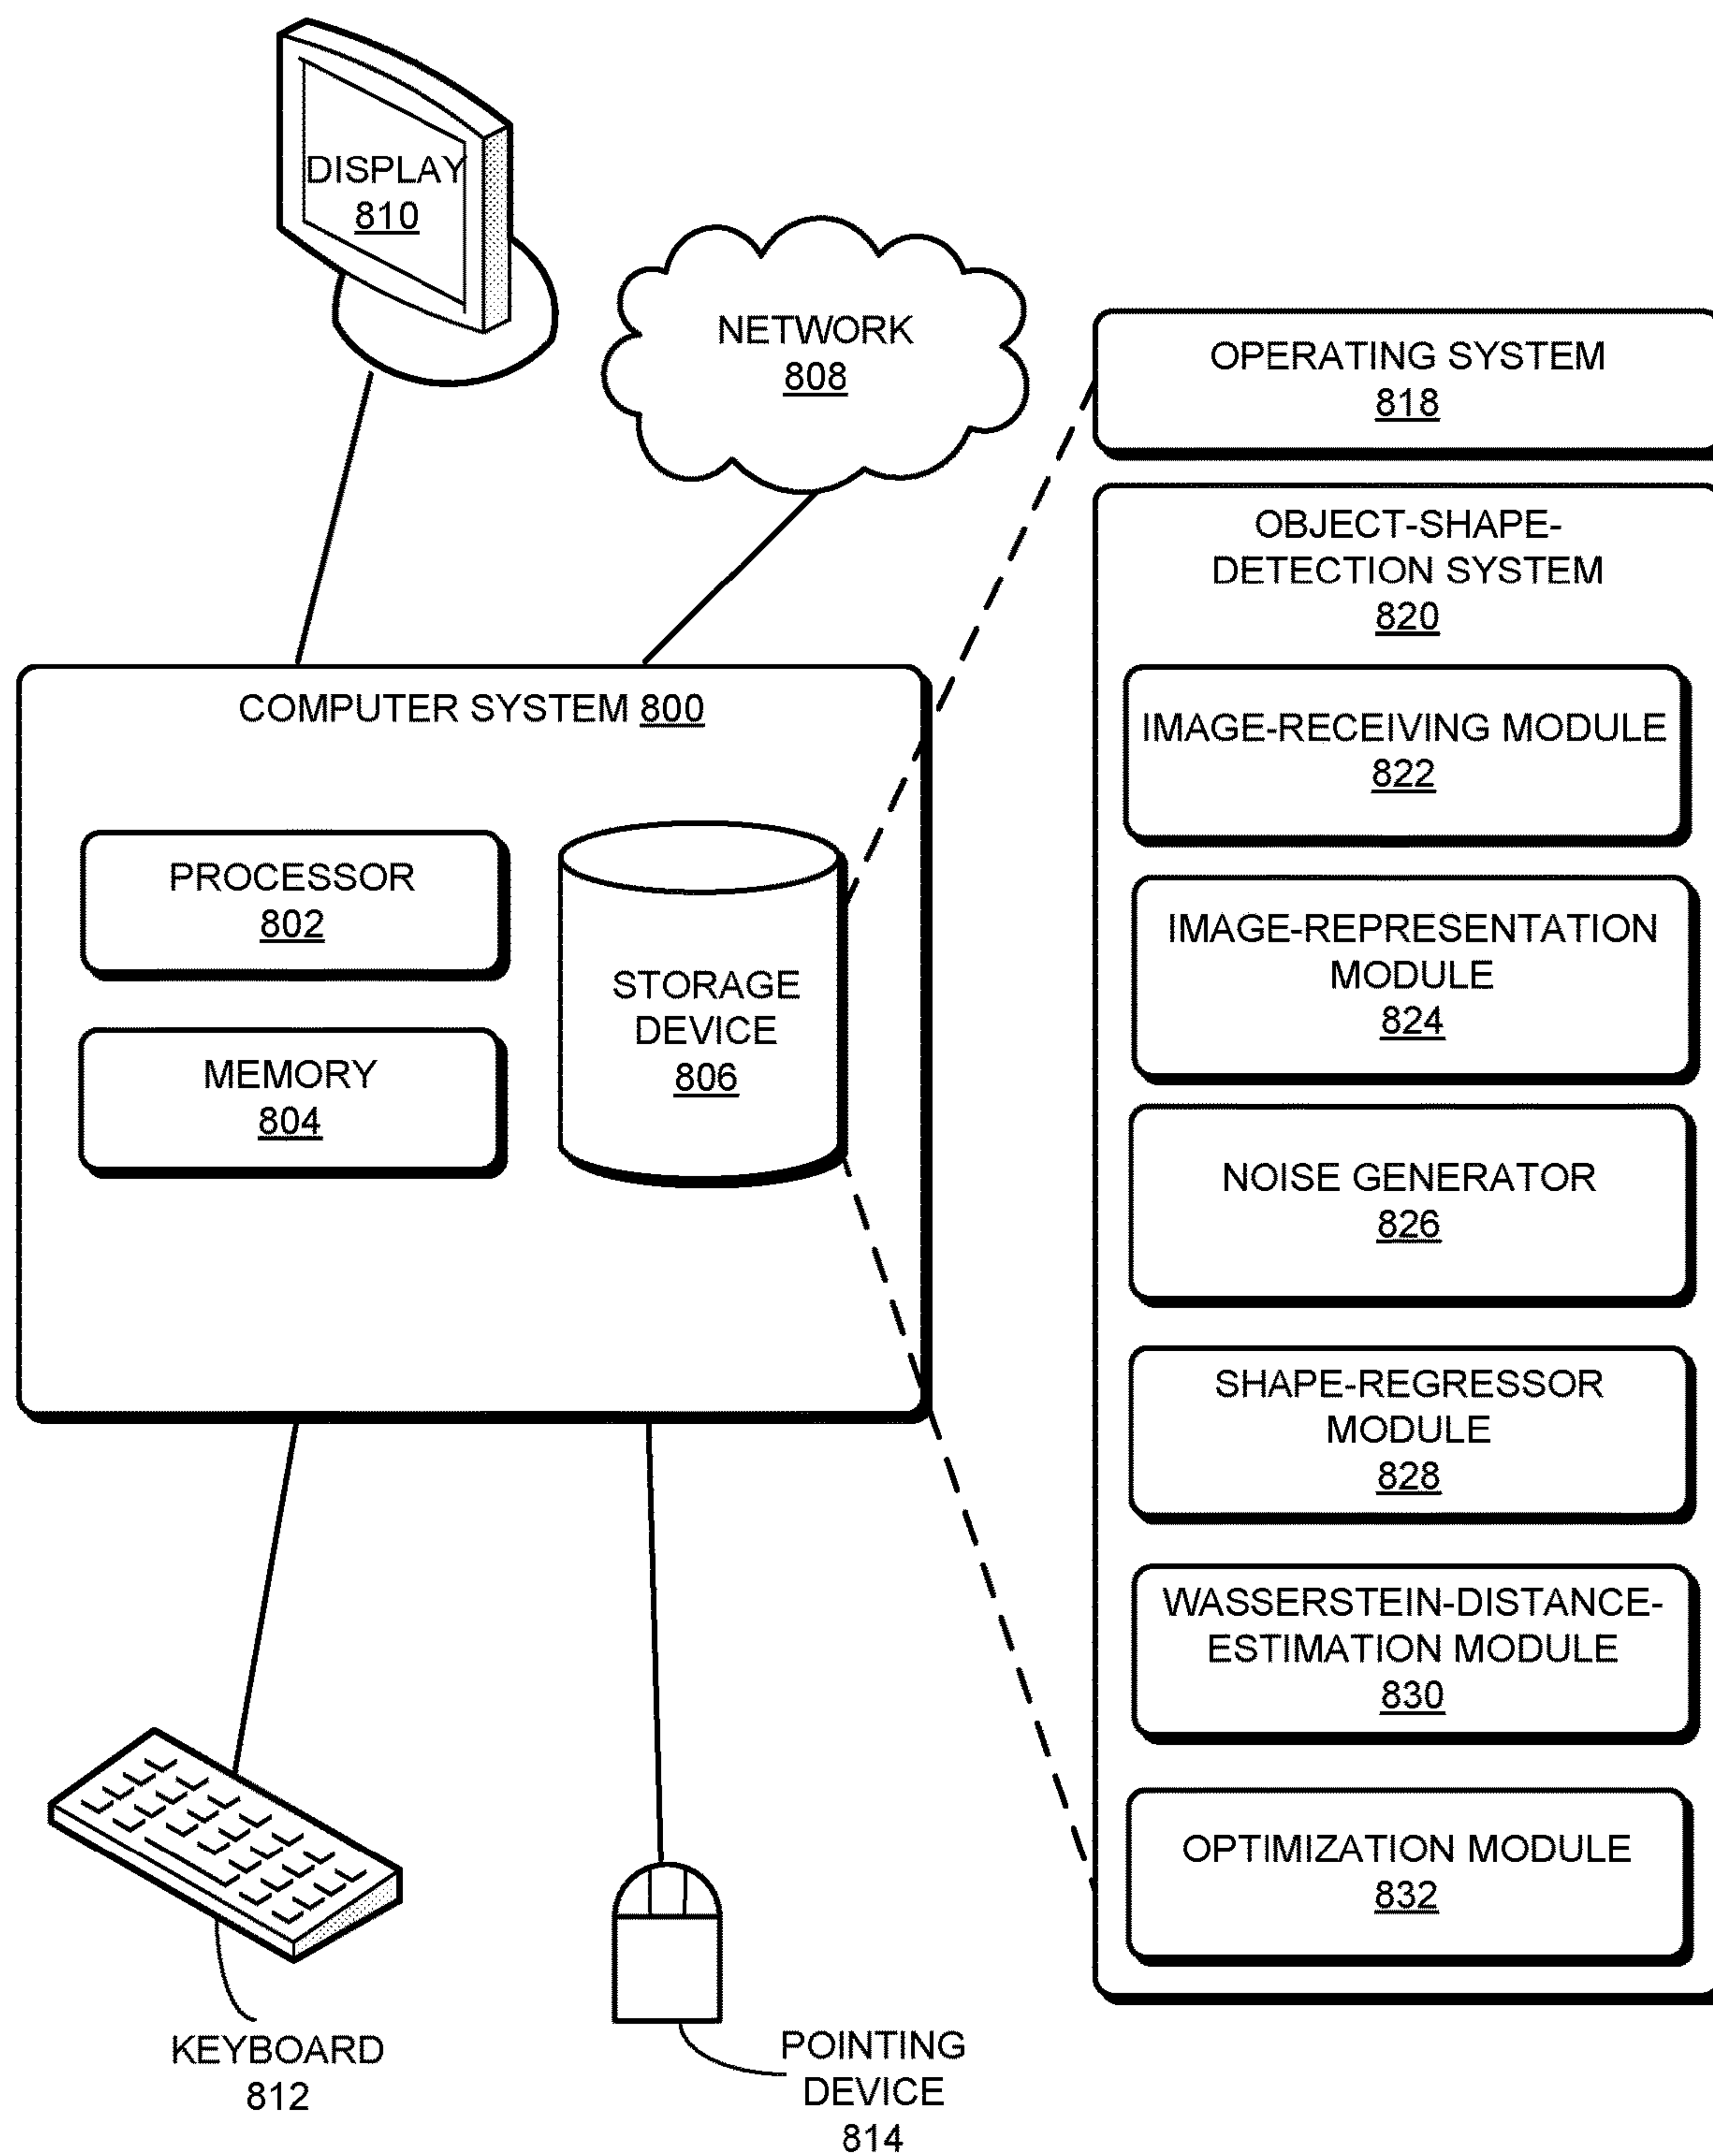 DISPLAY
810
NETWORK
808
OPERATING SYSTEM
818
OBJECT-SHAPE-
DETECTION SYSTEM
820
IMAGE-RECEIVING MODULE
822
IMAGE-REPRESENTATION
MODULE
824
NOISE GENERATOR
826
SHAPE-REGRESSOR
MODULE
828
WASSERSTEIN-DISTANCE-
ESTIMATION MODULE
830
OPTIMIZATION MODULE
832
COMPUTER SYSTEM 800
PROCESSOR
802
MEMORY
804
STORAGE
DEVICE
806
KEYBOARD
812
POINTING
DEVICE
814